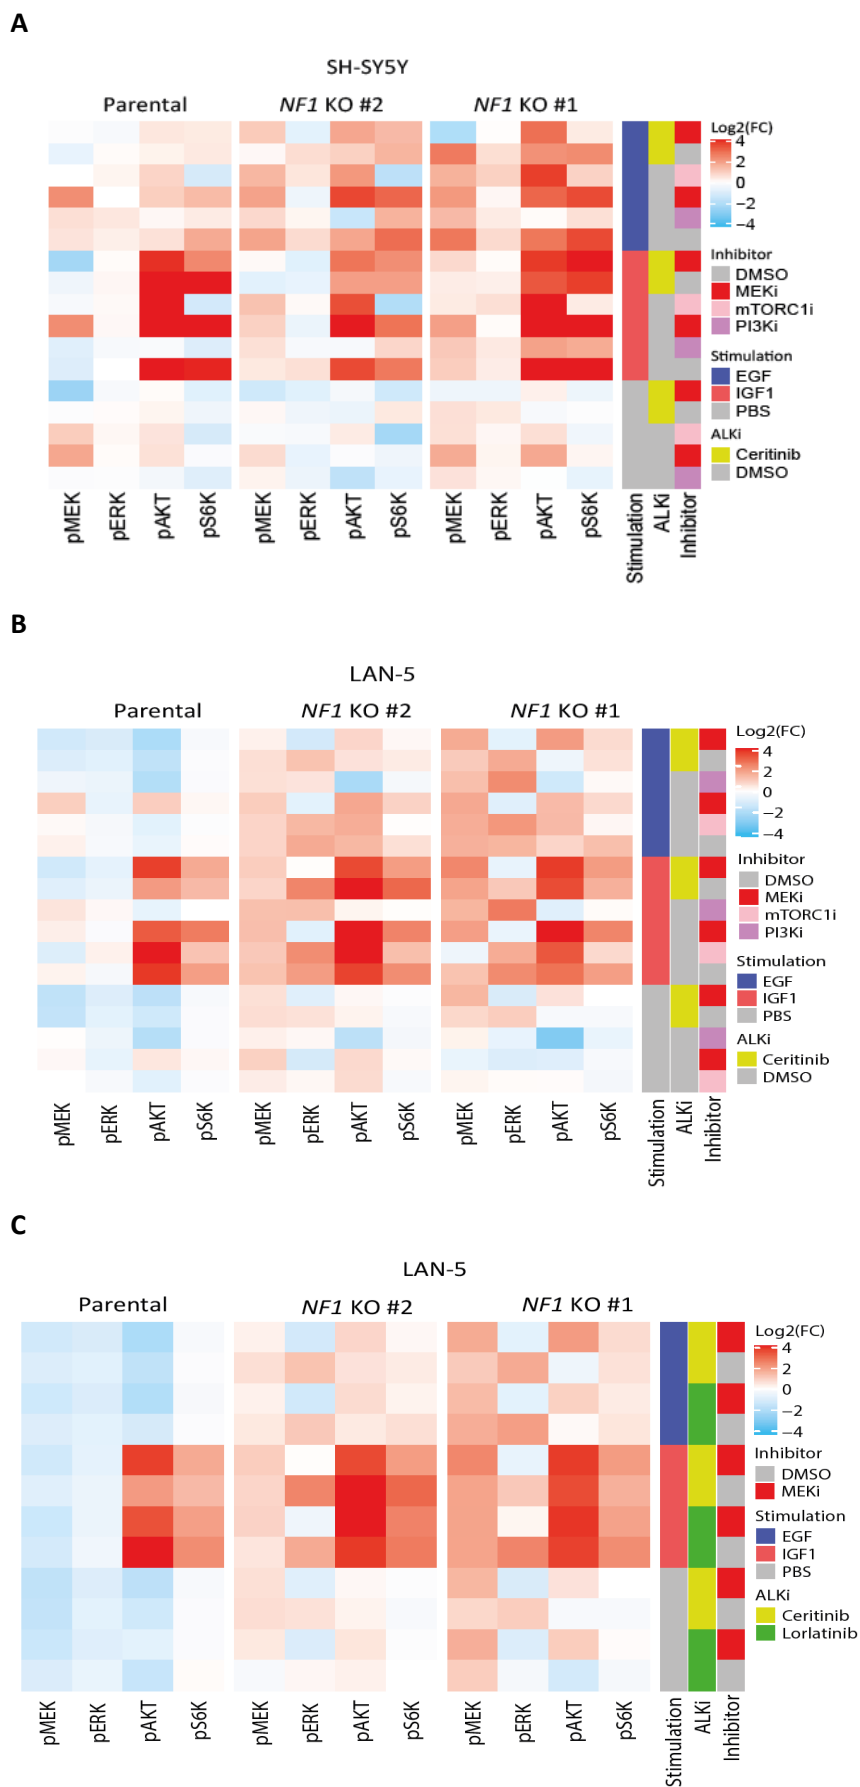 A
SH-SY5Y
Parental
NF1 KO #2
NF1 KO #1
Log2(FC)
4
2
0
−2
−4
Inhibitor
DMSO
MEKi
mTORC1i
PI3Ki
Stimulation
EGF
IGF1
PBS
ALKi
Ceritinib
DMSO
pMEK
pERK
pAKT
pS6K
pMEK
pERK
pAKT
pS6K
pMEK
pERK
pAKT
pS6K
Stimulation
ALKi
Inhibitor
B
LAN-5
Parental
NF1 KO #2
NF1 KO #1
Log2(FC)
4
2
0
−2
−4
Inhibitor
DMSO
MEKi
mTORC1i
PI3Ki
Stimulation
EGF
IGF1
PBS
ALKi
Ceritinib
DMSO
pMEK
pERK
pAKT
pS6K
pMEK
pERK
pAKT
pS6K
pMEK
pERK
pAKT
pS6K
Stimulation
ALKi
Inhibitor
C
LAN-5
Parental
NF1 KO #2
NF1 KO #1
Log2(FC)
4
2
0
−2
−4
Inhibitor
DMSO
MEKi
Stimulation
EGF
IGF1
PBS
ALKi
Ceritinib
Lorlatinib
pMEK
pERK
pAKT
pS6K
pMEK
pERK
pAKT
pS6K
pMEK
pERK
pAKT
pS6K
Stimulation
ALKi
Inhibitor